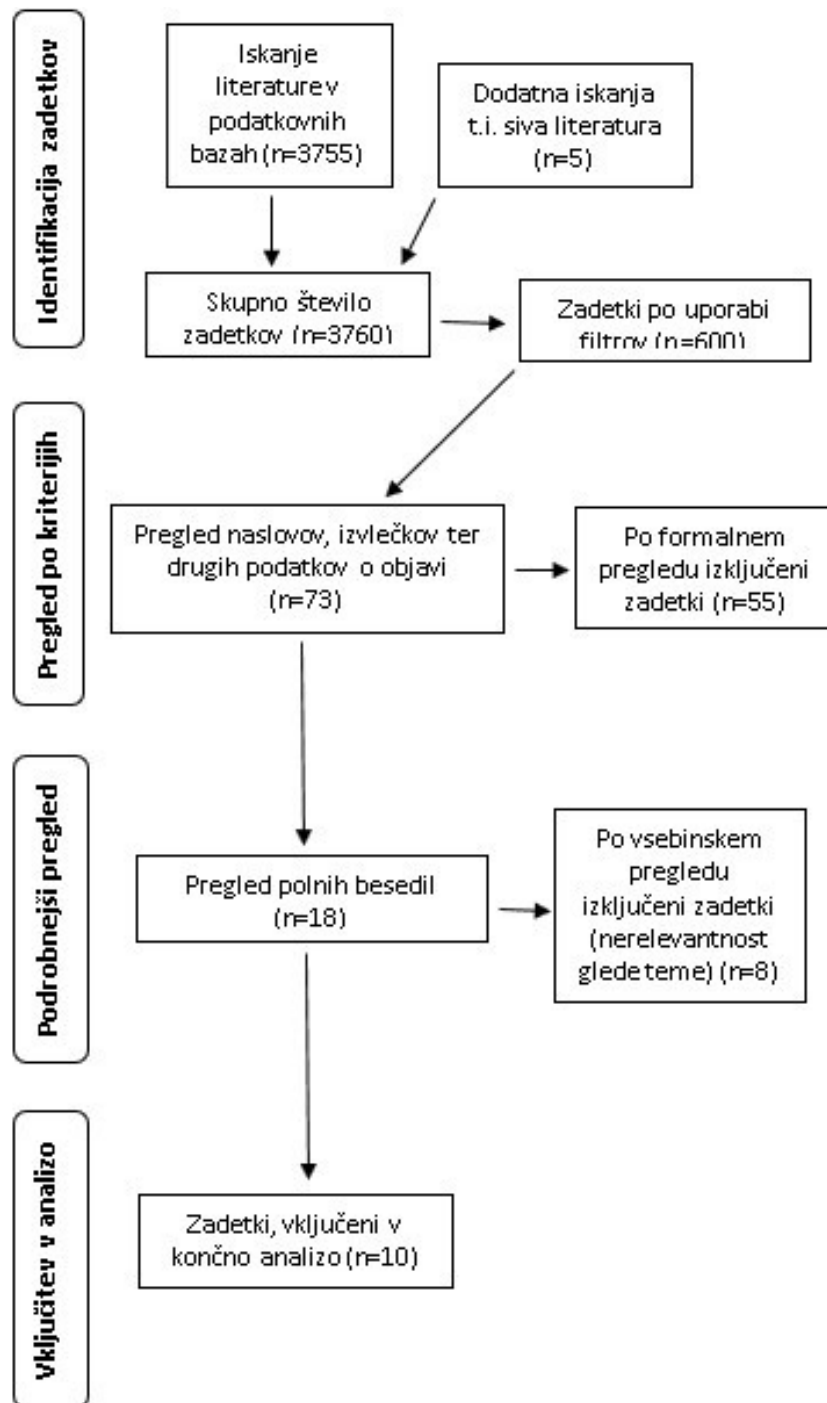 Identifikacija zadetkov
Iskanje
literature v
podatkovnih
bazah (n=3755)
Dodatna iskanja
t.i. siva literatura
(n=5)
Skupno število
zadetkov (n=3760)
Zadetki po uporabi
filtrov (n=600)
Pregled po kriterijih
Pregled naslovov, izvlečkov ter
drugih podatkov o objavi
(n=73)
Po formalnem
pregledu izključeni
zadetki (n=55)
Podrobnejši pregled
Pregled polnih besedil
(n=18)
Po vsebinskem
pregledu
izključeni zadetki
(nerelevantnost
glede teme) (n=8)
Vključitev v analizo
Zadetki, vključeni v
končno analizo (n=10)